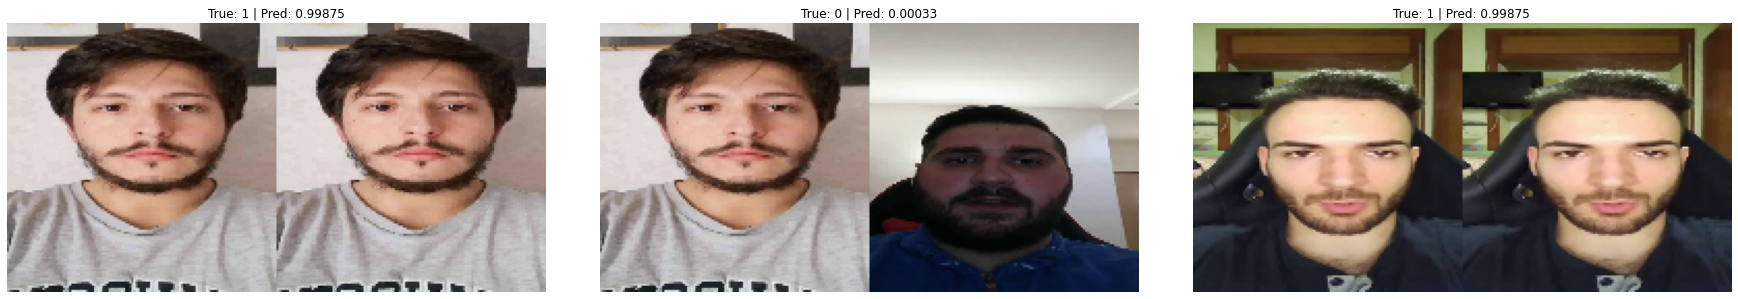 True: 1 | Pred: 0.99875
True: 0 | Pred: 0.00033
True: 1 | Pred: 0.99875